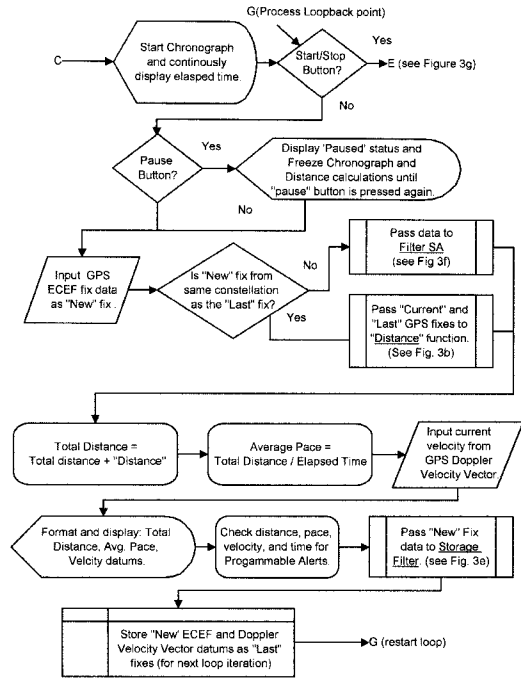 G(Process Loopback point)
Start Chronograph
and continously
display elasped time.
C
Start/Stop
Button?
Yes
E (see Figure 3g)
No
Pause
Button?
Yes
Display 'Paused' status and
Freeze Chronograph and
Distance calculations until
"pause" button is pressed again.
No
Input GPS
ECEF fix data
as "New" fix .
Is "New" fix from
same constellation
as the "Last" fix?
No
Pass data to
Filter SA
(see Fig 3f)
Yes
Pass "Current" and
"Last" GPS fixes to
"Distance" function.
(See Fig. 3b)
Total Distance =
Total distance + "Distance"
Average Pace =
Total Distance / Elapsed Time
Input current
velocity from
GPS Doppler
Velocity Vector
Format and display: Total
Distance, Avg. Pace,
Velcity datums.
Check distance, pace,
velocity, and time for
Progammable Alerts.
Pass "New" Fix
data to Storage
Filter. (see Fig. 3e)
Store "New' ECEF and Doppler
Velocity Vector datums as "Last"
fixes (for next loop iteration)
G (restart loop)